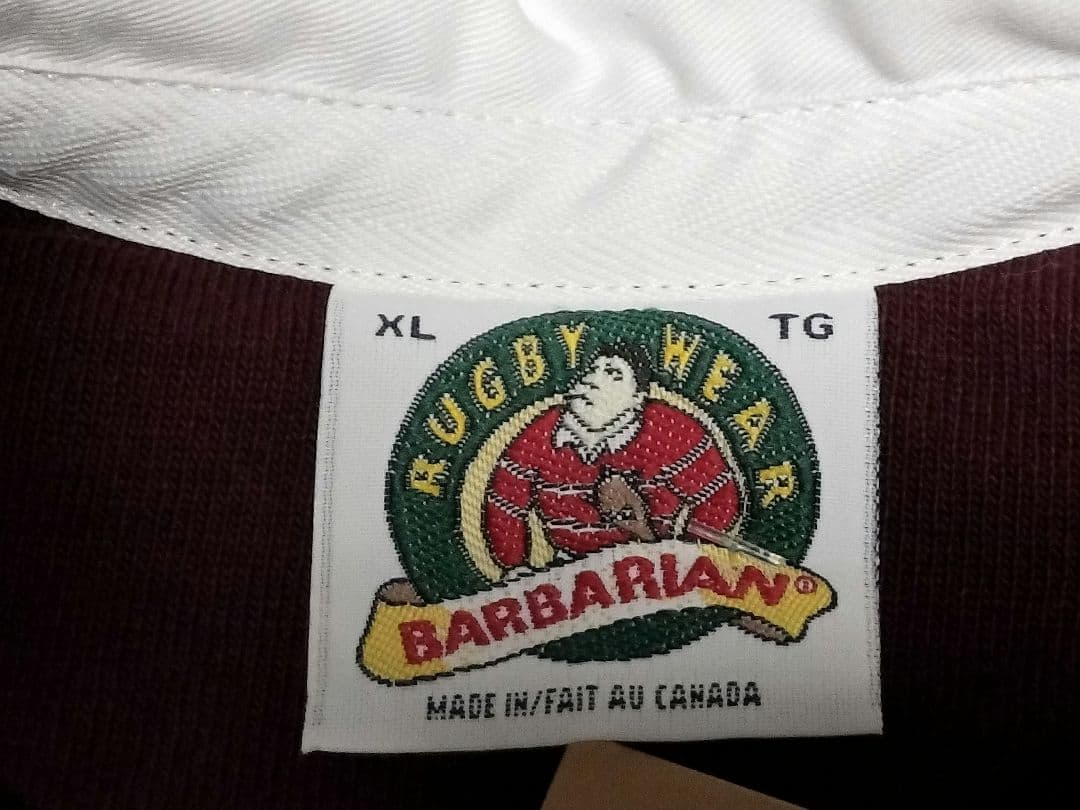 XL
TG
RUGBY WEAR
BARBARIAN®
MADE IN/FAIT AU CANADA